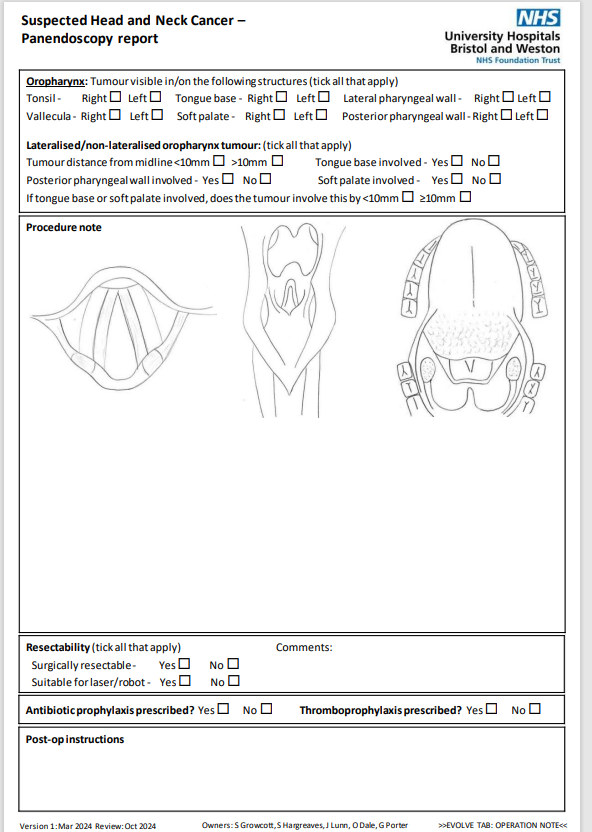 Suspected Head and Neck Cancer –
Panendoscopy report
NHS
University Hospitals
Bristol and Weston
NHS Foundation Trust
Oropharynx: Tumour visible in/on the following structures (tick all that apply)
Tonsil - Right ☐ Left ☐ Tongue base - Right ☐ Left ☐ Lateral pharyngeal wall - Right ☐ Left ☐
Vallecula - Right ☐ Left ☐ Soft palate - Right ☐ Left ☐ Posterior pharyngeal wall - Right ☐ Left ☐
Lateralised/non-lateralised oropharynx tumour: (tick all that apply)
Tumour distance from midline <10mm ☐ >10mm ☐ Tongue base involved - Yes ☐ No ☐
Posterior pharyngeal wall involved - Yes ☐ No ☐ Soft palate involved - Yes ☐ No ☐
If tongue base or soft palate involved, does the tumour involve this by <10mm ☐ ≥10mm ☐
Procedure note
Resectability (tick all that apply) Comments:
Surgically resectable - Yes ☐ No ☐
Suitable for laser/robot - Yes ☐ No ☐
Antibiotic prophylaxis prescribed? Yes ☐ No ☐ Thromboprophylaxis prescribed? Yes ☐ No ☐
Post-op instructions
Version 1: Mar 2024 Review: Oct 2024 Owners: S Growcott, S Hargreaves, J Lunn, O Dale, G Porter >>EVOLVE TAB: OPERATION NOTE<<